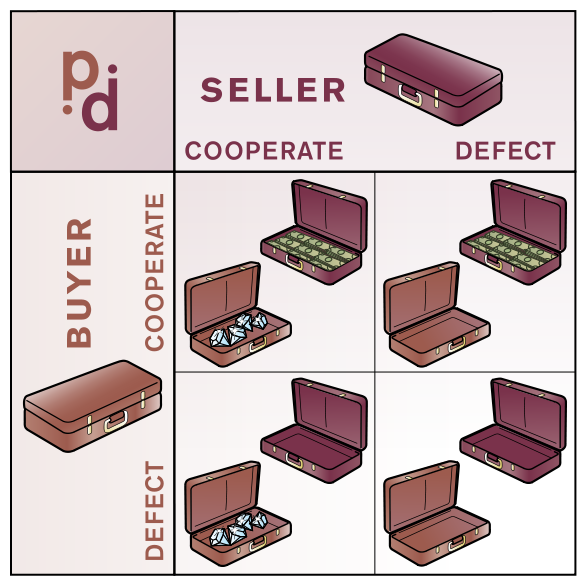 pd
SELLER
COOPERATE DEFECT
BUYER
COOPERATE
DEFECT